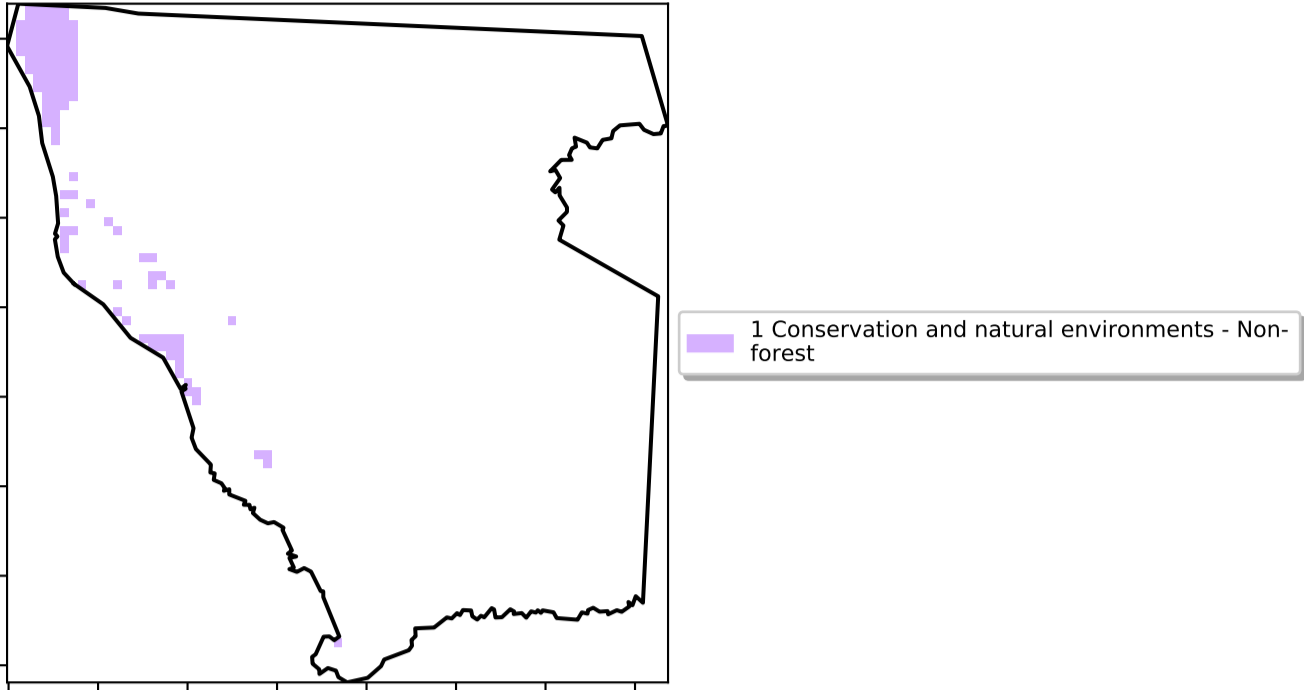 1 Conservation and natural environments - Non-
forest